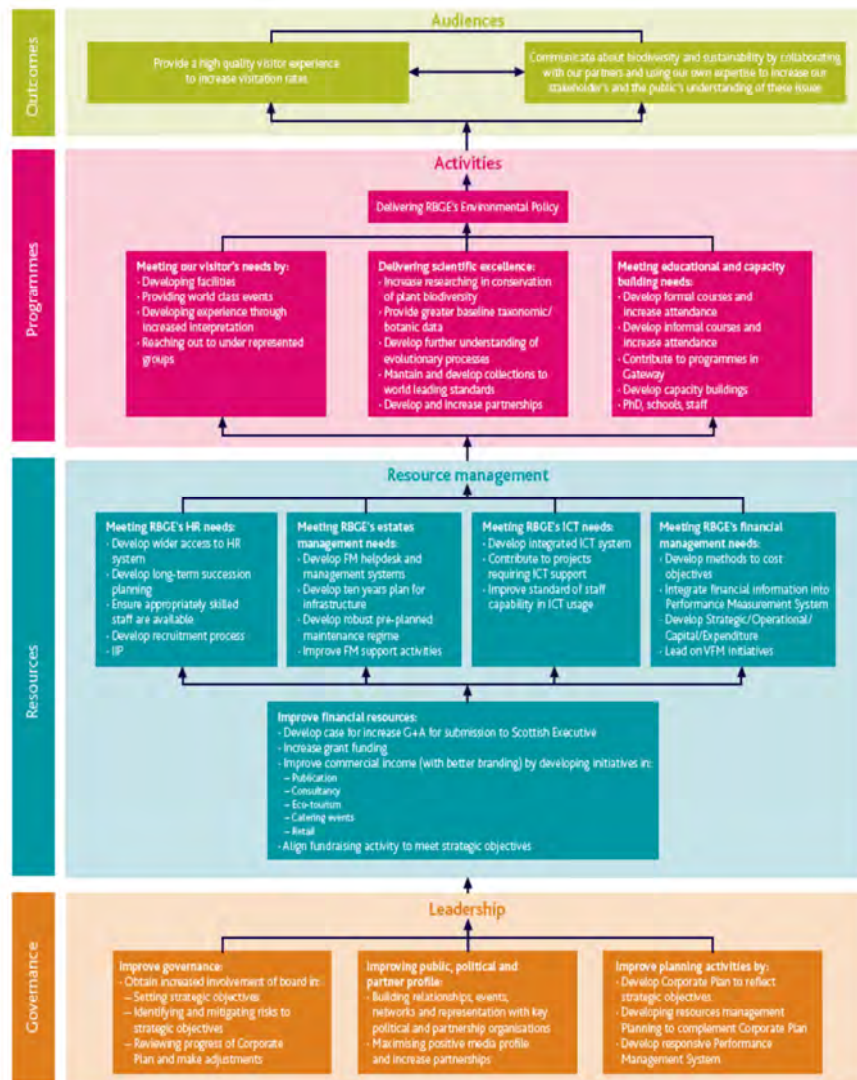 Outcomes
Audiences
Provide a high quality visitor experience
to increase visitation rates
Communicate about biodiversity and sustainability by collaborating
with our partners and using our own expertise to increase our
stakeholder's and the public's understanding of these issue
Programmes
Activities
Delivering RBGE's Environmental Policy
Meeting our visitor's needs by:
· Developing facilities
· Providing world class events
· Developing experience through
increased interpretation
· Reaching out to under represented
groups
Delivering scientific excellence:
· Increase researching in conservation
of plant biodiversity
· Provide greater baseline taxonomic/
botanic data
· Develop further understanding of
evolutionary processes
· Mantain and develop collections to
world leading standards
· Develop and increase partnerships
Meeting educational and capacity
building needs:
· Develop formal courses and
increase attendance
· Develop informal courses and
increase attendance
· Contribute to programmes in
Gateway
· Develop capacity buildings
· PhD, schools, staff
Resources
Resource management
Meeting RBGE's HR needs:
· Develop wider access to HR
system
· Develop long-term succession
planning
· Ensure appropriately skilled
staff are available
· Develop recruitment process
· IIP
Meeting RBGE's estates
management needs:
· Develop FM helpdesk and
management systems
· Develop ten years plan for
infrastructure
· Develop robust pre-planned
maintenance regime
· Improve FM support activities
Meeting RBGE's ICT needs:
· Develop integrated ICT system
· Contribute to projects
requiring ICT support
· Improve standard of staff
capability in ICT usage
Meeting RBGE's financial
management needs:
· Develop methods to cost
objectives
· Integrate financial information into
Performance Measurement System
· Develop Strategic/Operational/
Capital/Expenditure
· Lead on VFM initiatives
Improve financial resources:
· Develop case for increase G+A for submission to Scottish Executive
· Increase grant funding
· Improve commercial income (with better branding) by developing initiatives in:
– Publication
– Consultancy
– Eco-tourism
– Catering events
– Retail
· Align fundraising activity to meet strategic objectives
Governance
Leadership
Improve governance:
· Obtain increased involvement of board in:
– Setting strategic objectives
– Identifying and mitigating risks to
strategic objectives
– Reviewing progress of Corporate
Plan and make adjustments
Improving public, political and
partner profile:
· Building relationships, events,
networks and representation with key
political and partnership organisations
· Maximising positive media profile
and increase partnerships
Improve planning activities by:
· Develop Corporate Plan to reflect
strategic objectives.
· Developing resources management
Planning to complement Corporate Plan
· Develop responsive Performance
Management System